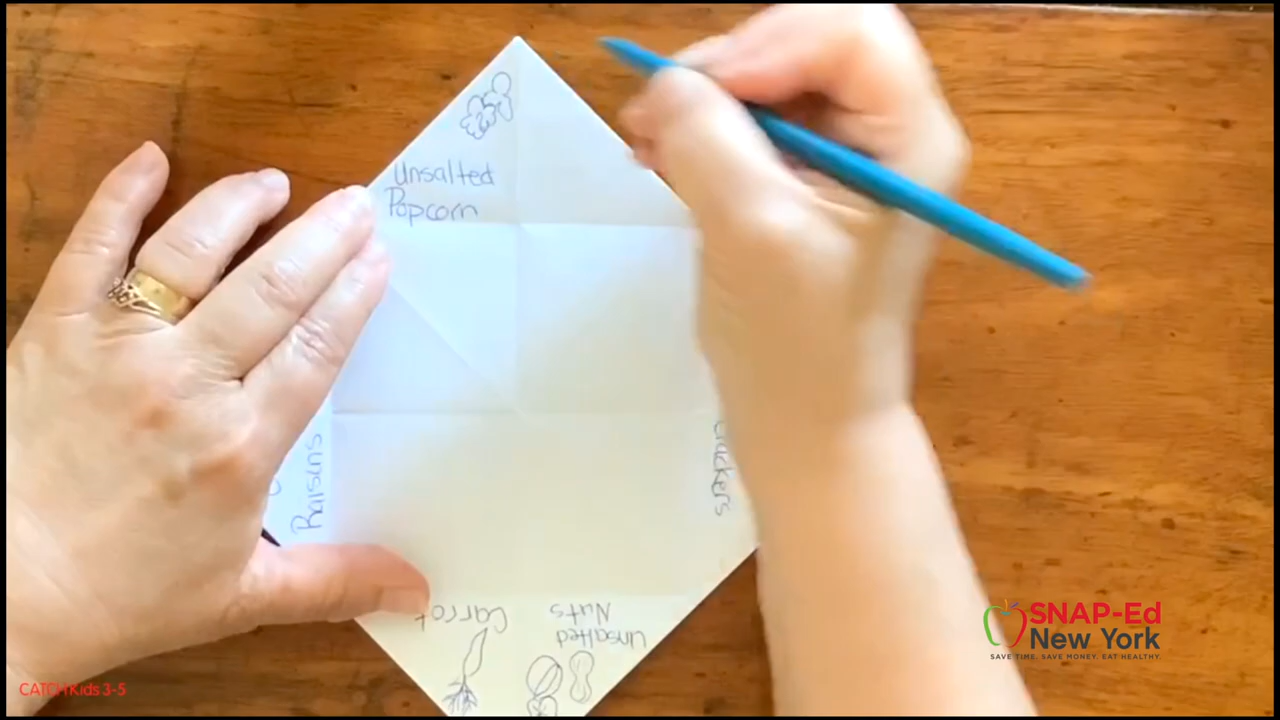 Unsalted
Popcorn
Raisins
Crackers
Carrot
Unsalted
Nuts
SNAP-Ed
New York
SAVE TIME. SAVE MONEY. EAT HEALTHY.
CATCH Kids 3-5